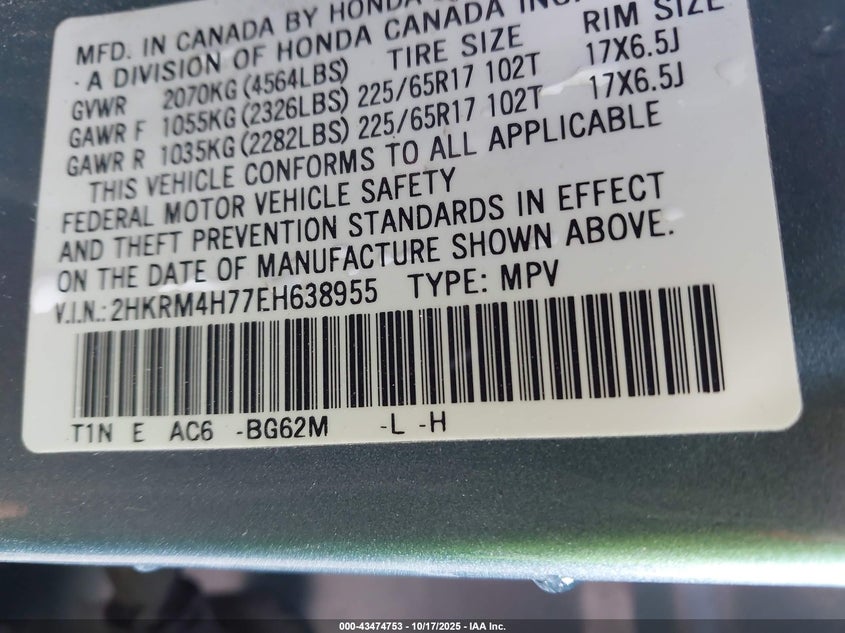 MFD. IN CANADA BY HONDA
- A DIVISION OF HONDA CANADA INC.
TIRE SIZE RIM SIZE
GVWR 2070KG (4564LBS)
GAWR F 1055KG (2326LBS) 225/65R17 102T 17X6.5J
GAWR R 1035KG (2282LBS) 225/65R17 102T 17X6.5J
THIS VEHICLE CONFORMS TO ALL APPLICABLE
FEDERAL MOTOR VEHICLE SAFETY
AND THEFT PREVENTION STANDARDS IN EFFECT
ON THE DATE OF MANUFACTURE SHOWN ABOVE.
V.I.N.: 2HKRM4H77EH638955 TYPE: MPV
T1N E AC6 -BG62M -L -H
000-43474753 - 10/17/2025 - IAA Inc.